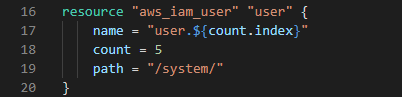 16 resource "aws_iam_user" "user" {
17     name = "user.${count.index}"
18     count = 5
19     path = "/system/"
20 }